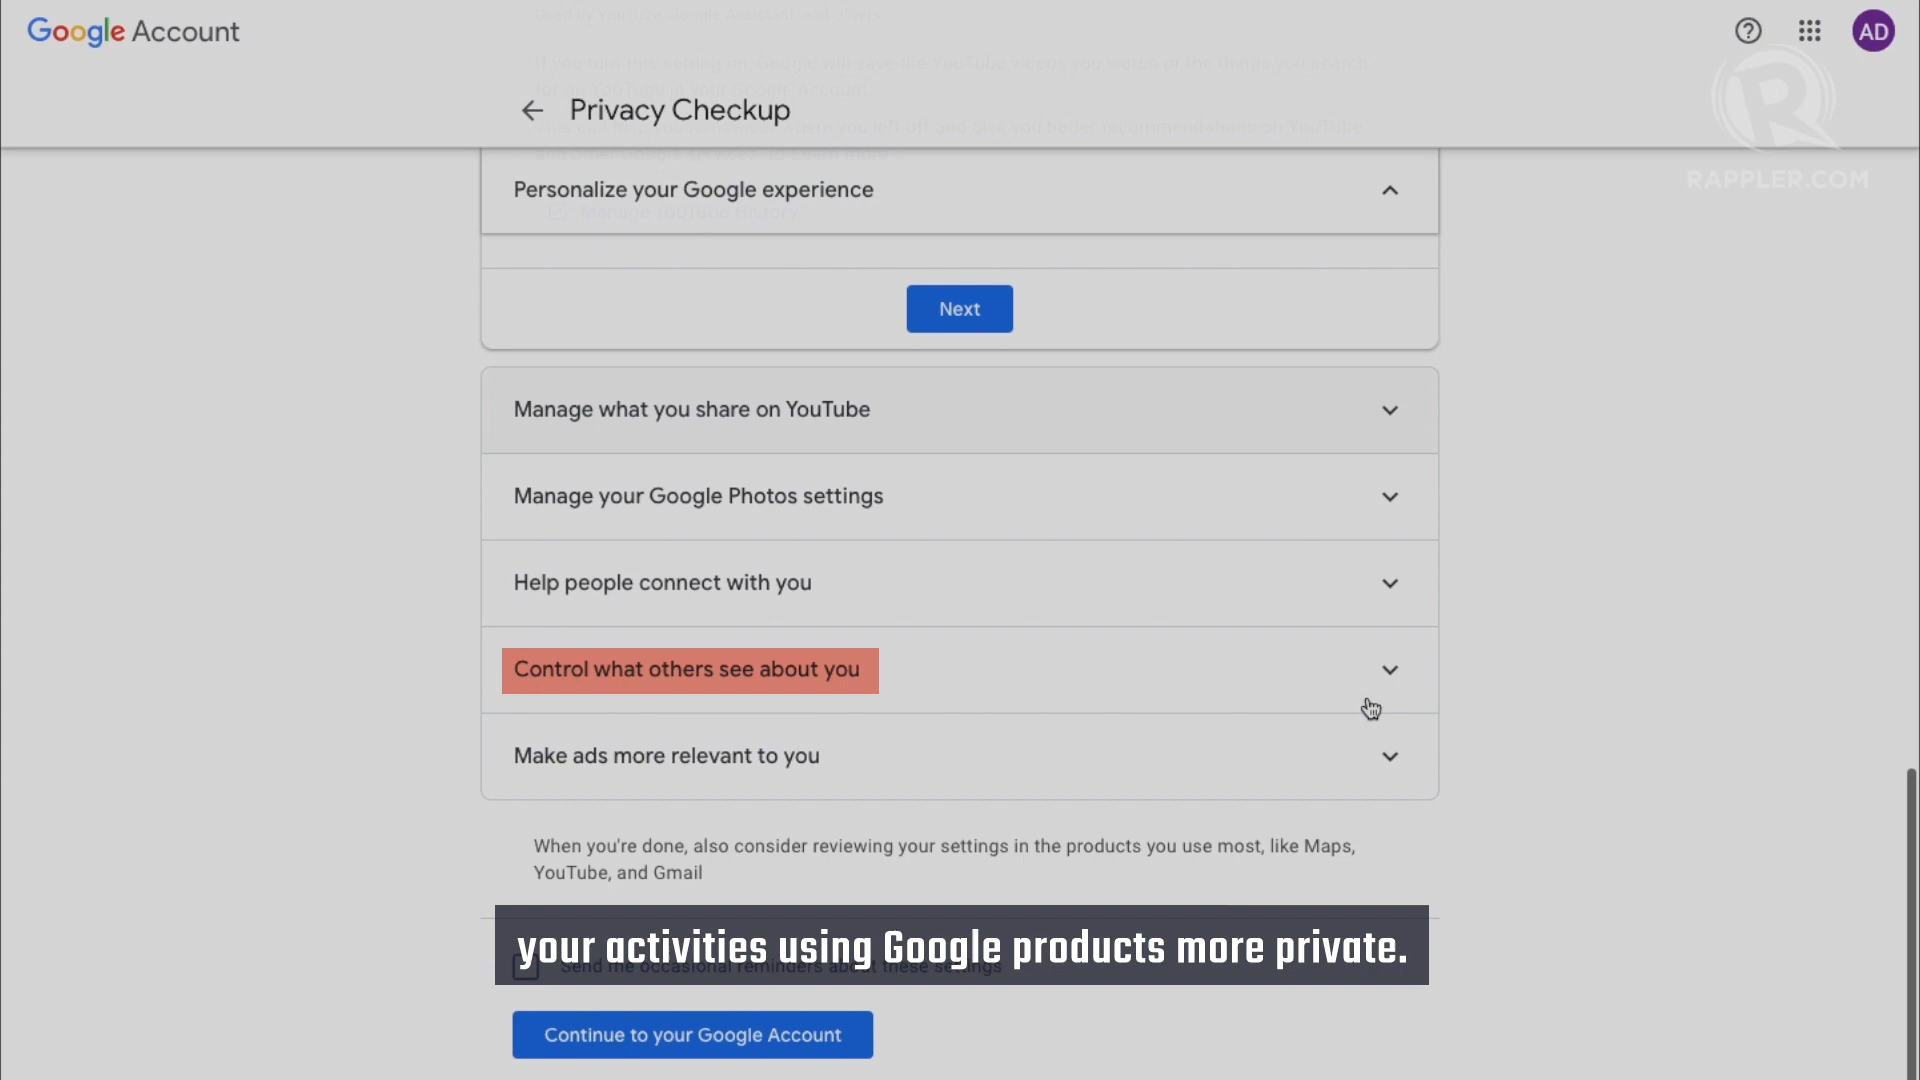 Google Account
AD
Privacy Checkup
RAPPLER.COM
Personalize your Google experience
Manage YouTube History
Next
Manage what you share on YouTube
Manage your Google Photos settings
Help people connect with you
Control what others see about you
Make ads more relevant to you
When you're done, also consider reviewing your settings in the products you use most, like Maps,
YouTube, and Gmail
your activities using Google products more private.
Send me occasional reminders about these settings
Continue to your Google Account